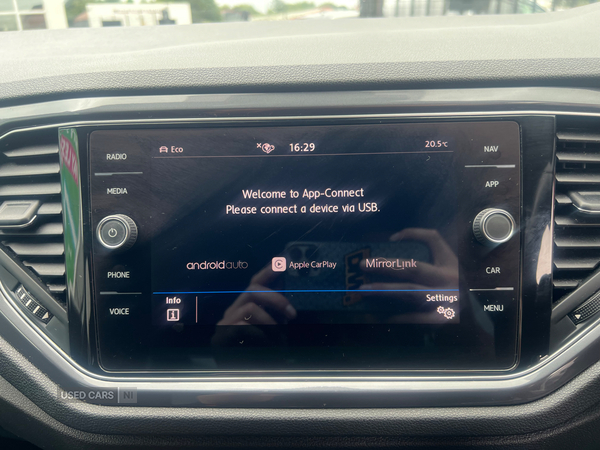 Eco
16:29
20.5°C
RADIO
MEDIA
PHONE
VOICE
Welcome to App-Connect
Please connect a device via USB.
androidauto
Apple CarPlay
MirrorLink
Info
Settings
NAV
APP
CAR
MENU
USED CARS NI